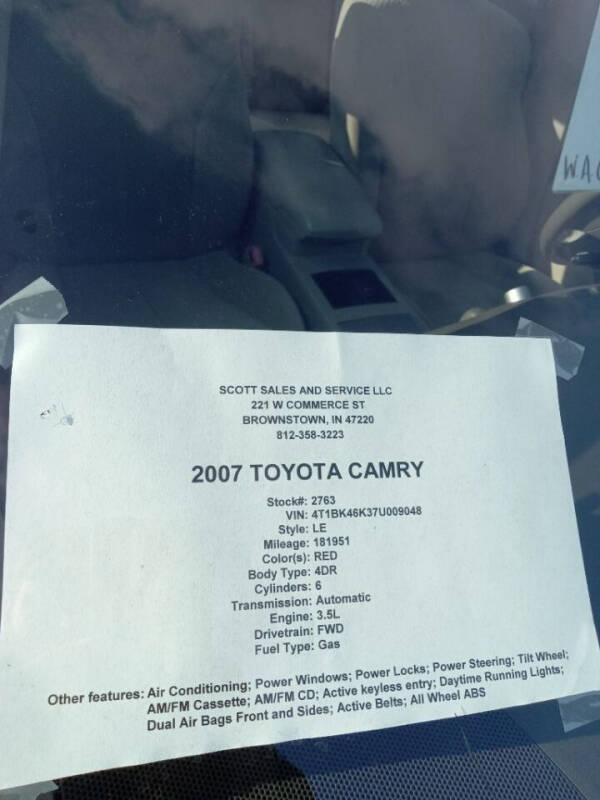 WAG
SCOTT SALES AND SERVICE LLC
221 W COMMERCE ST
BROWNSTOWN, IN 47220
812-358-3223
2007 TOYOTA CAMRY
Stock#: 2763
VIN: 4T1BK46K37U009048
Style: LE
Mileage: 181951
Color(s): RED
Body Type: 4DR
Cylinders: 6
Transmission: Automatic
Engine: 3.5L
Drivetrain: FWD
Fuel Type: Gas
Other features: Air Conditioning; Power Windows; Power Locks; Power Steering; Tilt Wheel;
AM/FM Cassette; AM/FM CD; Active keyless entry; Daytime Running Lights;
Dual Air Bags Front and Sides; Active Belts; All Wheel ABS